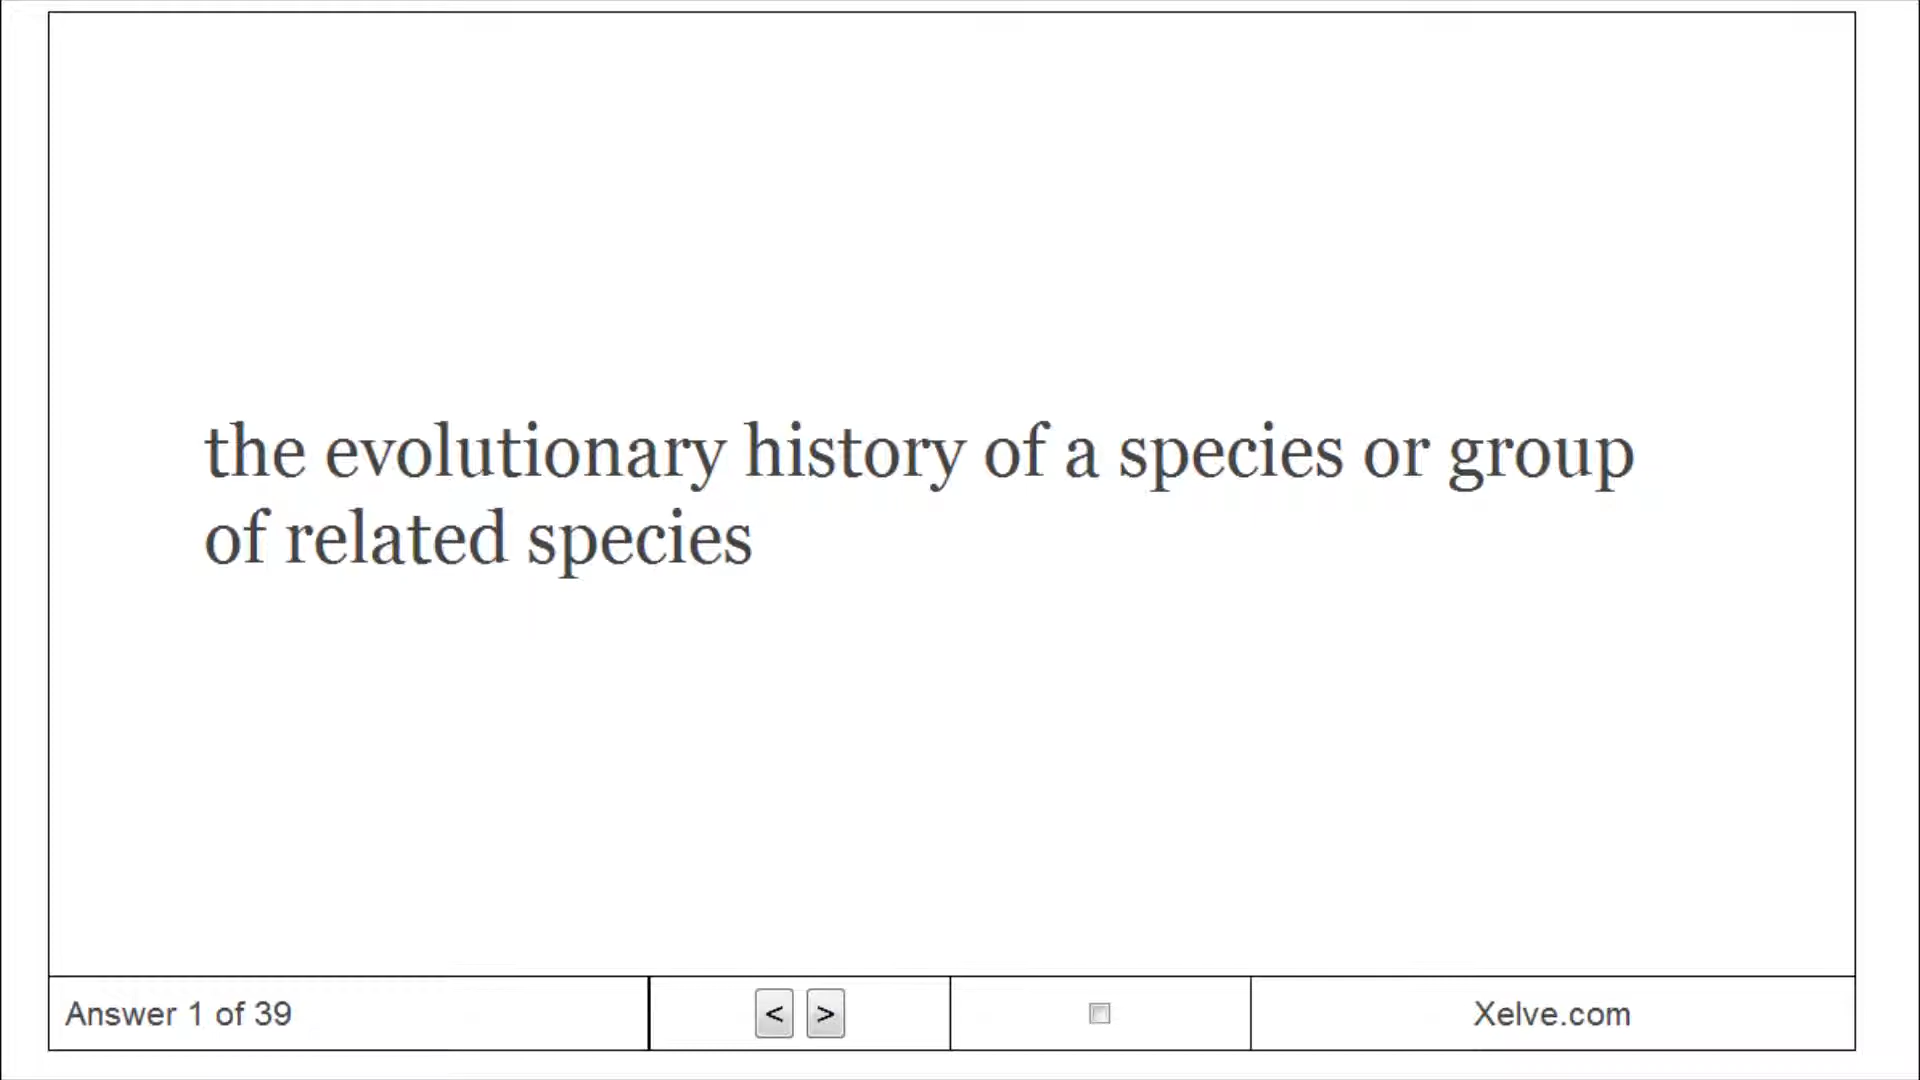 the evolutionary history of a species or group
of related species
Answer 1 of 39
< >
Xelve.com